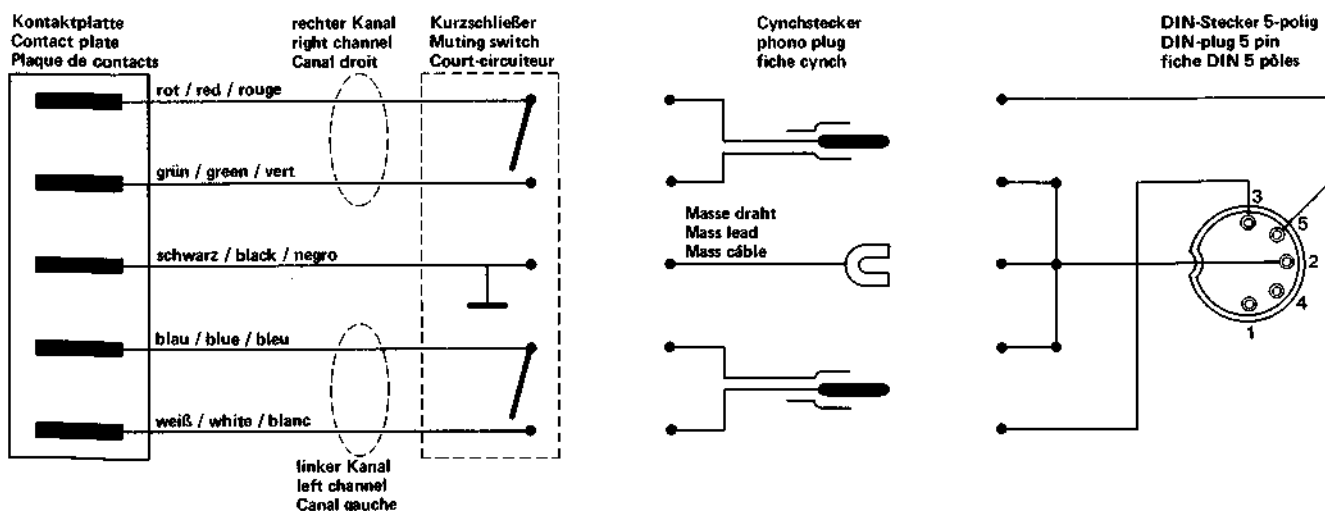 Kontaktplatte
Contact plate
Plaque de contacts
rechter Kanal
right channel
Canal droit
Kurzschließer
Muting switch
Court-circuiteur
Cynchstecker
phono plug
fiche cynch
DIN-Stecker 5-polig
DIN-plug 5 pin
fiche DIN 5 pôles
rot / red / rouge
grün / green / vert
schwarz / black / negro
blau / blue / bleu
weiß / white / blanc
linker Kanal
left channel
Canal gauche
Masse draht
Mass lead
Mass câble
3
5
2
4
1